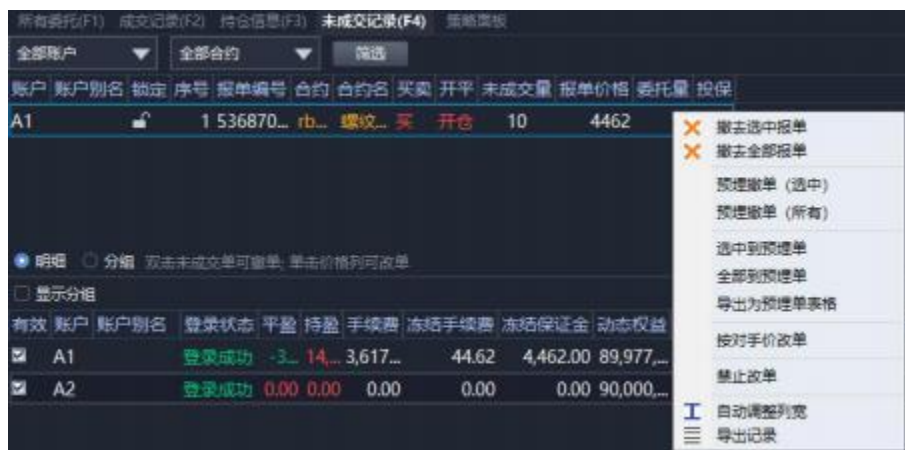 所有委托(F1) 成交记录(F2) 持仓信息(F3) 未成交记录(F4) 策略面板
全部账户 全部合约 筛选
账户 账户别名 锁定 序号 报单编号 合约 合约名 买卖 开平 未成交量 报单价格 委托量 投保
A1 1 536870... rb... 螺纹... 买 开仓 10 4462
撤去选中报单
撤去全部报单
预埋撤单（选中）
预埋撤单（所有）
选中到预埋单
全部到预埋单
导出为预埋单表格
按对手价改单
禁止改单
自动调整列宽
导出记录
明细 分组 双击未成交单可撤单; 单击价格列可改单
显示分组
有效 账户 账户别名 登录状态 平盈 持盈 手续费 冻结手续费 冻结保证金 动态权益
A1 登录成功 -3... 14,... 3,617... 44.62 4,462.00 89,977,...
A2 登录成功 0.00 0.00 0.00 0.00 0.00 90,000,...